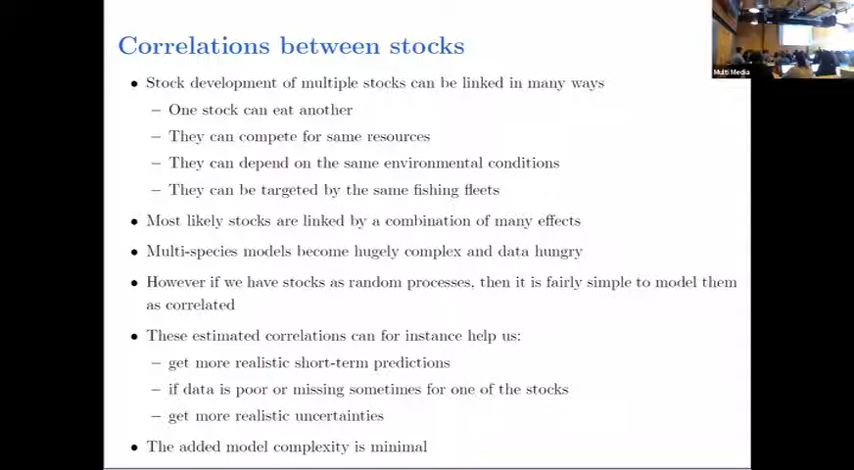 Correlations between stocks
• Stock development of multiple stocks can be linked in many ways
– One stock can eat another
– They can compete for same resources
– They can depend on the same environmental conditions
– They can be targeted by the same fishing fleets
• Most likely stocks are linked by a combination of many effects
• Multi-species models become hugely complex and data hungry
• However if we have stocks as random processes, then it is fairly simple to model them
as correlated
• These estimated correlations can for instance help us:
– get more realistic short-term predictions
– if data is poor or missing sometimes for one of the stocks
– get more realistic uncertainties
• The added model complexity is minimal
Multi Media